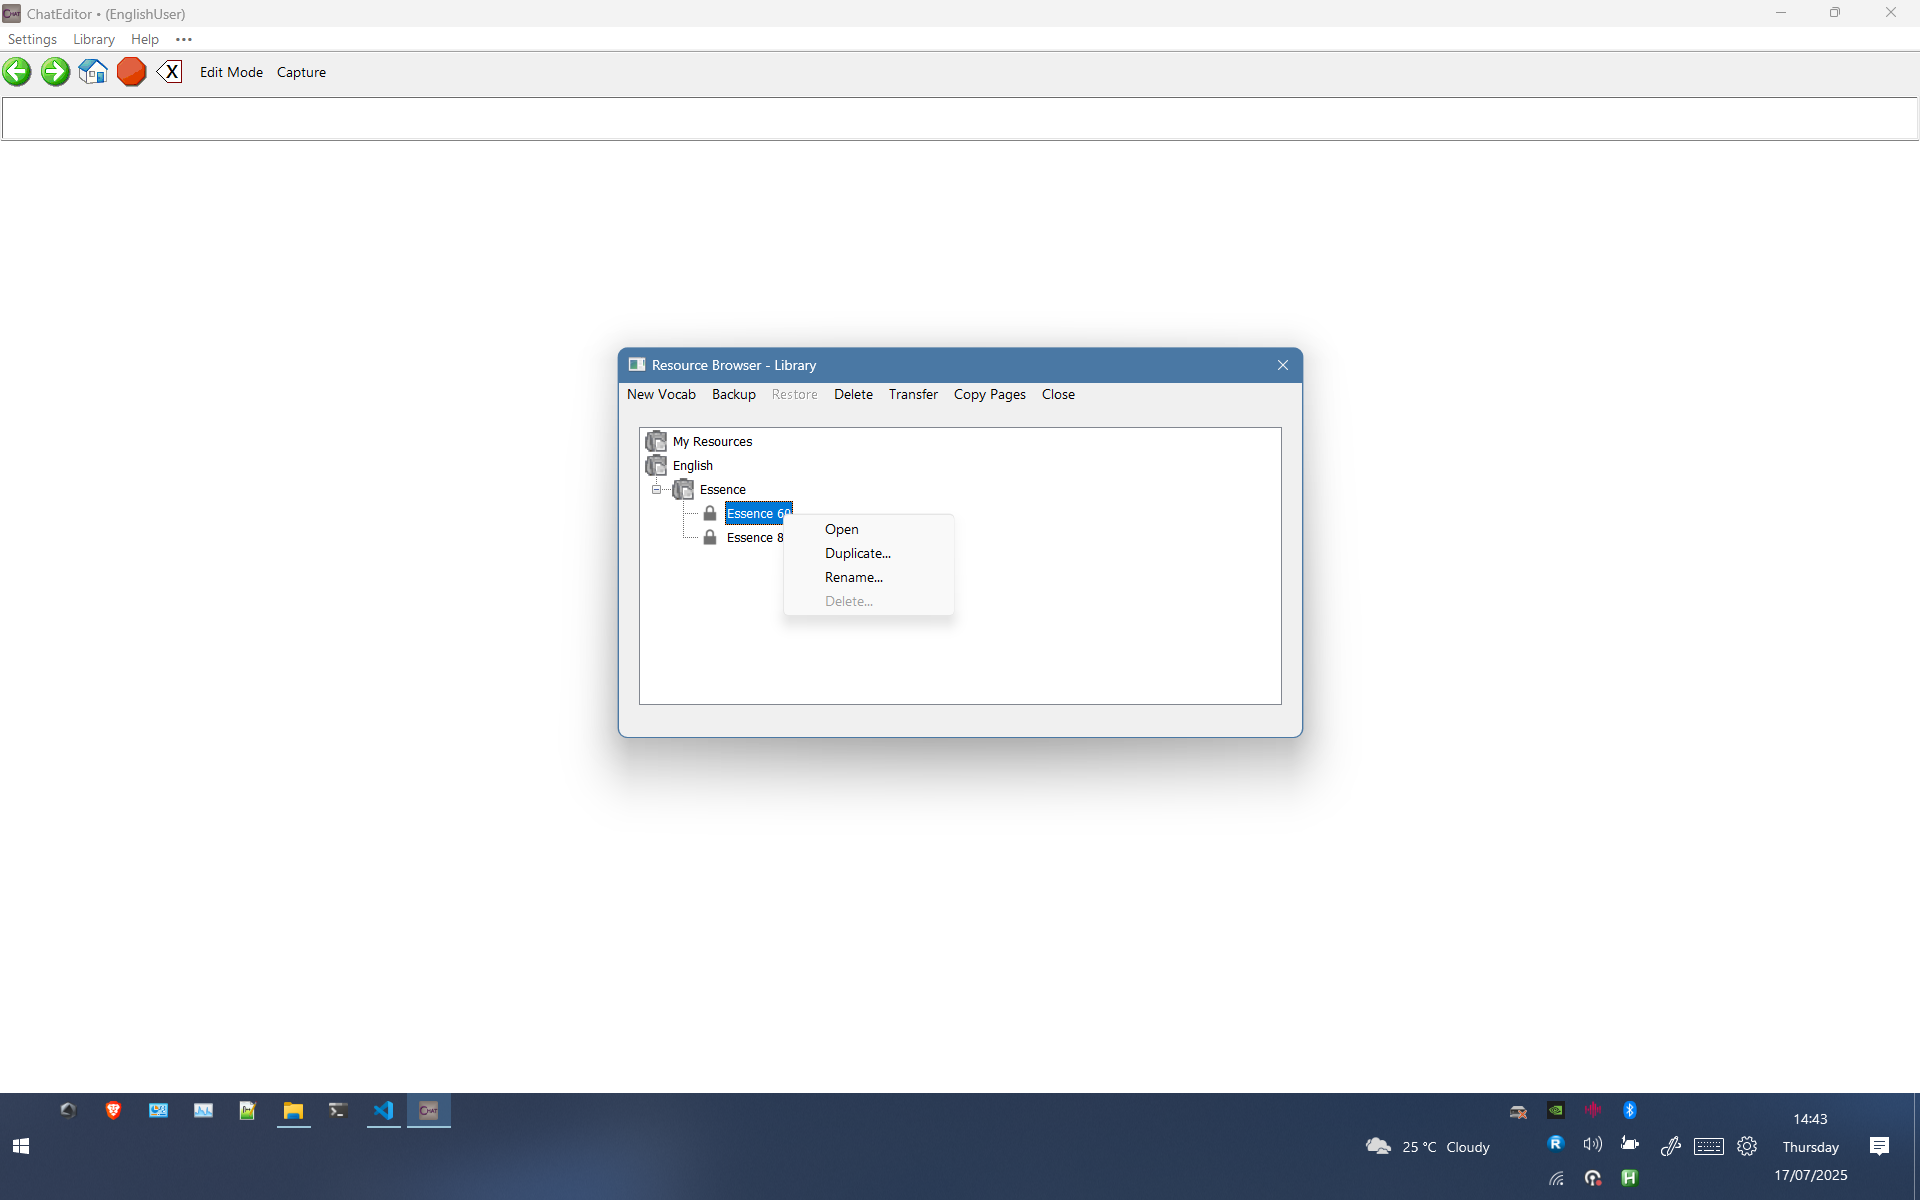 ChatEditor • (EnglishUser)
Settings Library Help •••
X Edit Mode Capture
Resource Browser - Library
New Vocab Backup Restore Delete Transfer Copy Pages Close
My Resources
English
Essence
Essence 60
Essence 8
Open
Duplicate...
Rename...
Delete...
CHAT
14:43
25 °C Cloudy
R
Thursday
17/07/2025
H